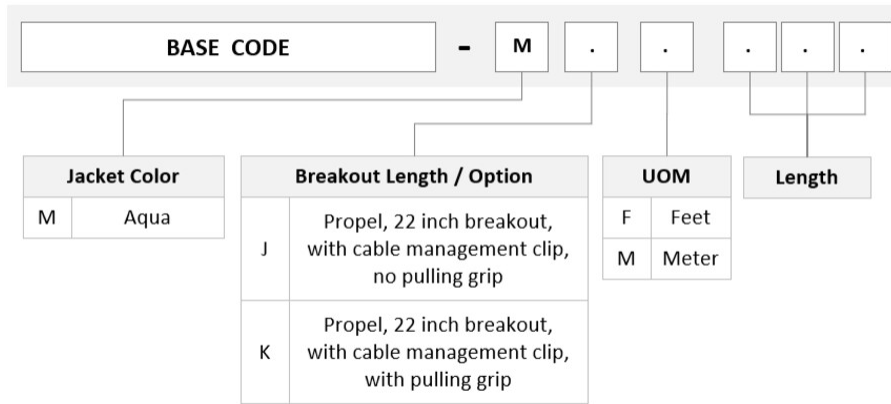 BASE CODE - M . . . . .
Jacket Color
M Aqua
Breakout Length / Option
J Propel, 22 inch breakout,
with cable management clip,
no pulling grip
K Propel, 22 inch breakout,
with cable management clip,
with pulling grip
UOM
F Feet
M Meter
Length